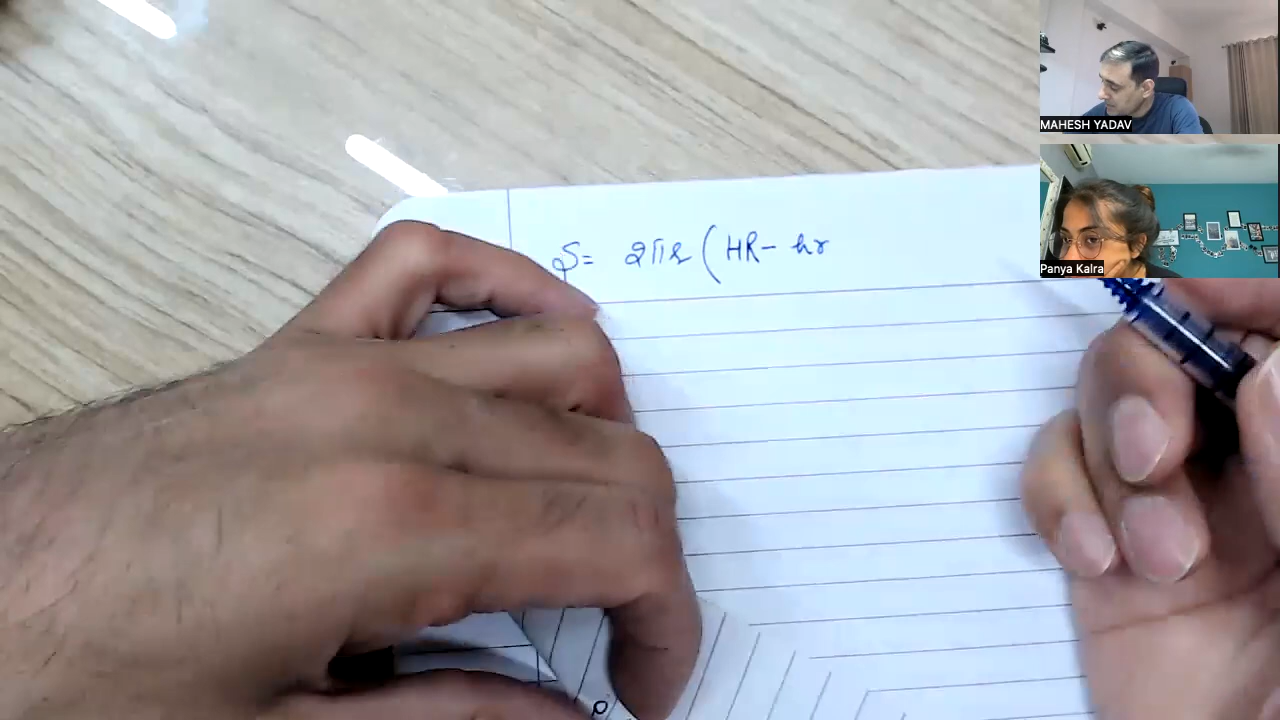 S = 2πr (HR - hr
MAHESH YADAV
Panya Kalra
P